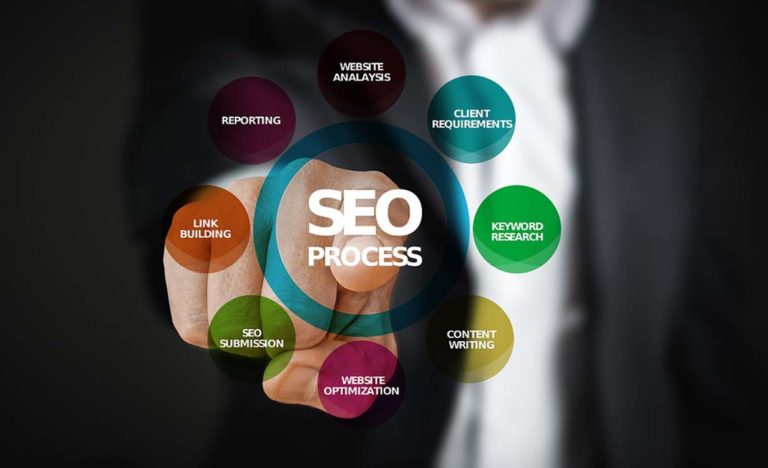 WEBSITE
ANALAYSIS
CLIENT
REQUIREMENTS
KEYWORD
RESEARCH
CONTENT
WRITING
WEBSITE
OPTIMIZATION
SEO
SUBMISSION
LINK
BUILDING
REPORTING
SEO
PROCESS